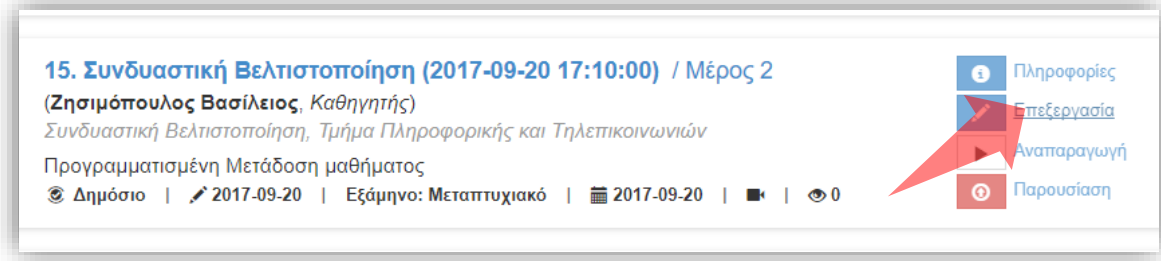 15. Συνδυαστική Βελτιστοποίηση (2017-09-20 17:10:00) / Μέρος 2
(Ζησιμόπουλος Βασίλειος, Καθηγητής)
Συνδυαστική Βελτιστοποίηση, Τμήμα Πληροφορικής και Τηλεπικοινωνιών
Προγραμματισμένη Μετάδοση μαθήματος
Δημόσιο | 2017-09-20 | Εξάμηνο: Μεταπτυχιακό | 2017-09-20 | | 0
Πληροφορίες
Επεξεργασία
Αναπαραγωγή
Παρουσίαση